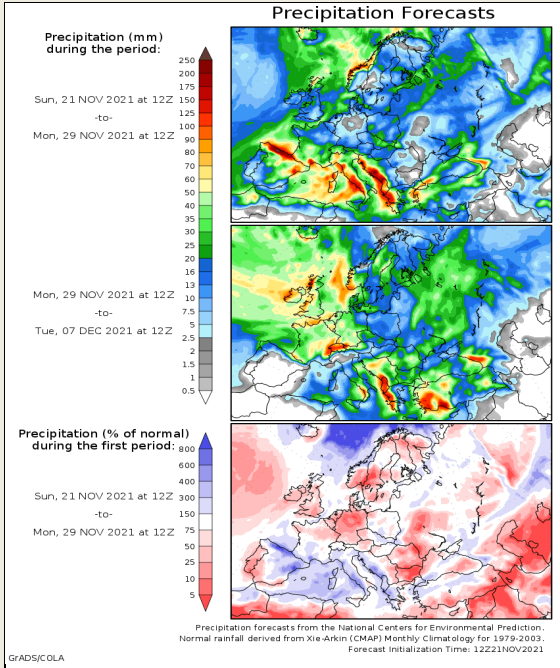 Precipitation Forecasts
Precipitation (mm)
during the period:
Sun, 21 NOV 2021 at 12Z
-to-
Mon, 29 NOV 2021 at 12Z
250
200
175
150
125
100
90
80
70
60
50
40
35
30
25
20
16
13
10
7.5
5
2.5
2
1.5
1
0.5
Mon, 29 NOV 2021 at 12Z
-to-
Tue, 07 DEC 2021 at 12Z
Precipitation (% of normal)
during the first period:
Sun, 21 NOV 2021 at 12Z
-to-
Mon, 29 NOV 2021 at 12Z
800
600
400
300
150
75
50
25
10
5
Precipitation forecasts from the National Centers for Environmental Prediction.
Normal rainfall derived from Xie-Arkin (CMAP) Monthly Climatology for 1979-2003.
Forecast Initialization Time: 12Z21NOV2021
GrADS/COLA